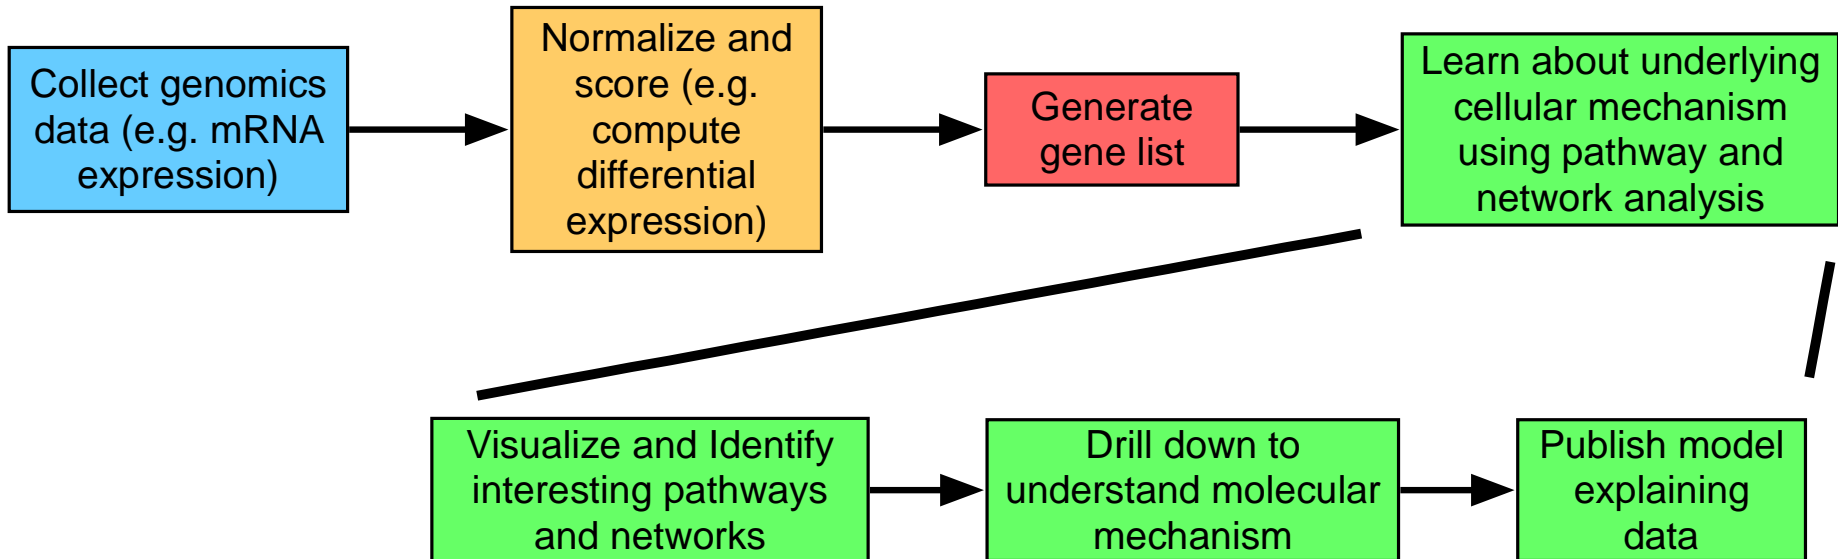 Collect genomics
data (e.g. mRNA
expression)
Normalize and
score (e.g.
compute
differential
expression)
Generate
gene list
Learn about underlying
cellular mechanism
using pathway and
network analysis
Visualize and Identify
interesting pathways
and networks
Drill down to
understand molecular
mechanism
Publish model
explaining
data